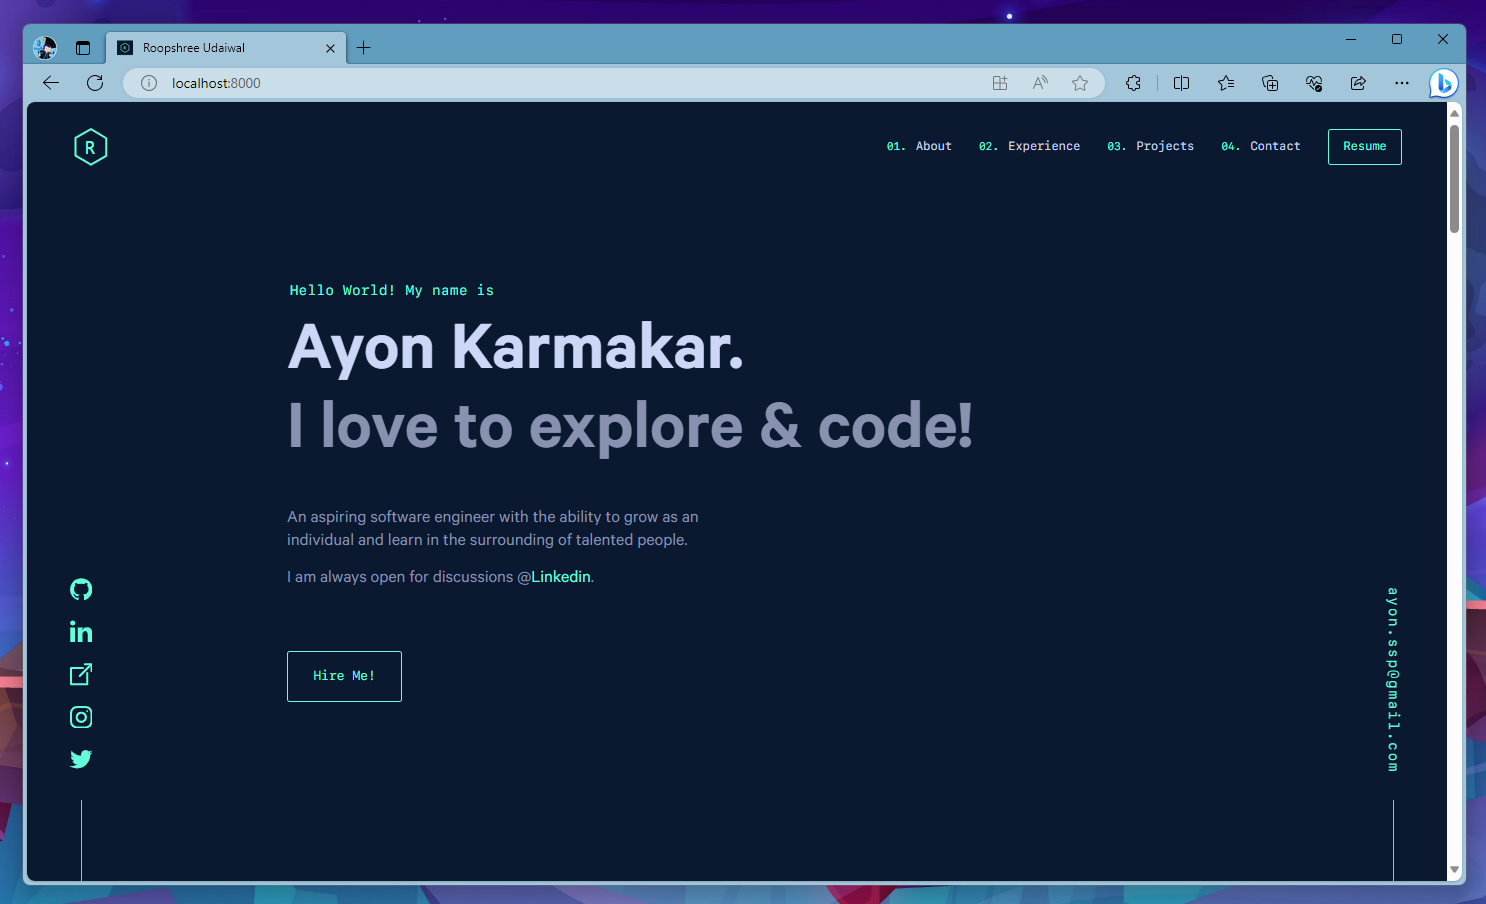 Roopshree Udaiwal
localhost:8000
R
01. About
02. Experience
03. Projects
04. Contact
Resume
Hello World! My name is
Ayon Karmakar.
I love to explore & code!
An aspiring software engineer with the ability to grow as an
individual and learn in the surrounding of talented people.
I am always open for discussions @Linkedin.
Hire Me!
ayon.ssp@gmail.com